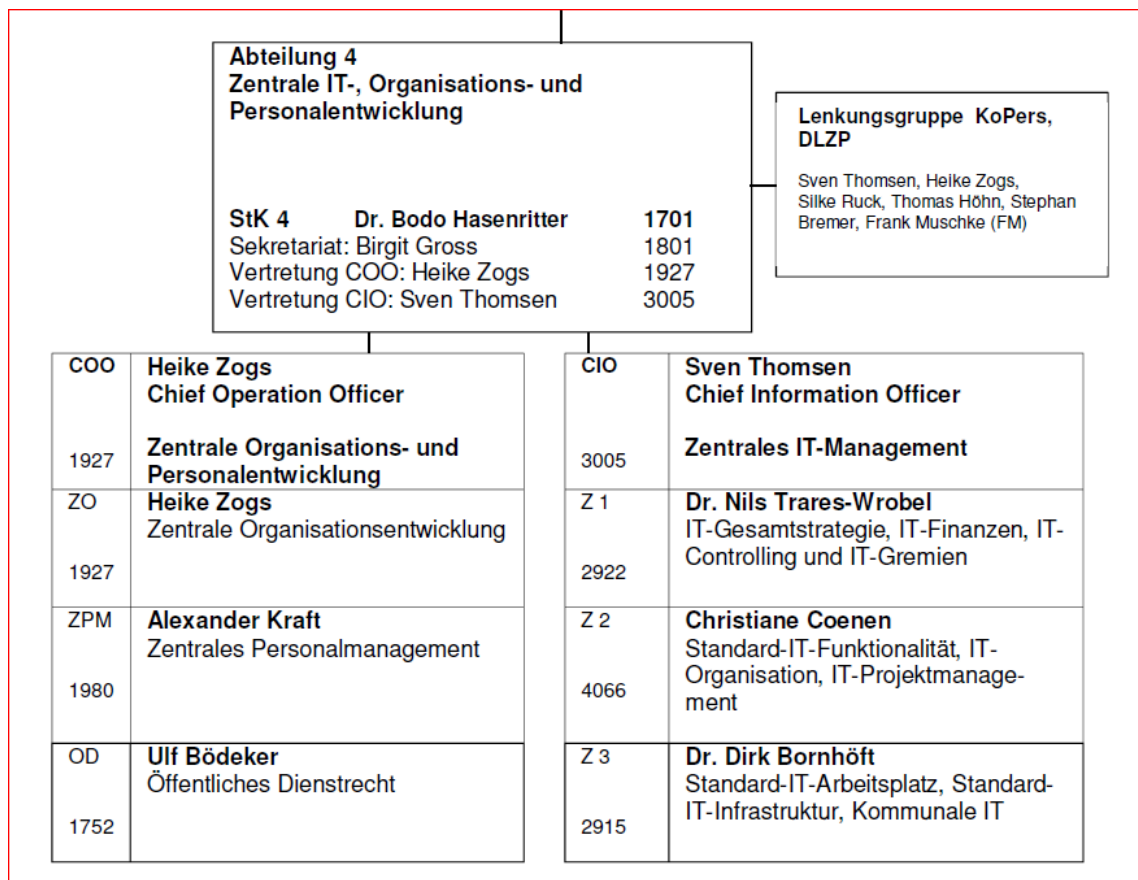 Abteilung 4
Zentrale IT-, Organisations- und
Personalentwicklung
StK 4 Dr. Bodo Hasenritter 1701
Sekretariat: Birgit Gross 1801
Vertretung COO: Heike Zogs 1927
Vertretung CIO: Sven Thomsen 3005
Lenkungsgruppe KoPers,
DLZP
Sven Thomsen, Heike Zogs,
Silke Ruck, Thomas Höhn, Stephan
Bremer, Frank Muschke (FM)
COO Heike Zogs
Chief Operation Officer
Zentrale Organisations- und
1927 Personalentwicklung
ZO Heike Zogs
Zentrale Organisationsentwicklung
1927
ZPM Alexander Kraft
Zentrales Personalmanagement
1980
OD Ulf Bödeker
Öffentliches Dienstrecht
1752
CIO Sven Thomsen
Chief Information Officer
3005 Zentrales IT-Management
Z 1 Dr. Nils Trares-Wrobel
IT-Gesamtstrategie, IT-Finanzen, IT-
Controlling und IT-Gremien
2922
Z 2 Christiane Coenen
Standard-IT-Funktionalität, IT-
Organisation, IT-Projektmanage-
4066 ment
Z 3 Dr. Dirk Bornhöft
Standard-IT-Arbeitsplatz, Standard-
IT-Infrastruktur, Kommunale IT
2915